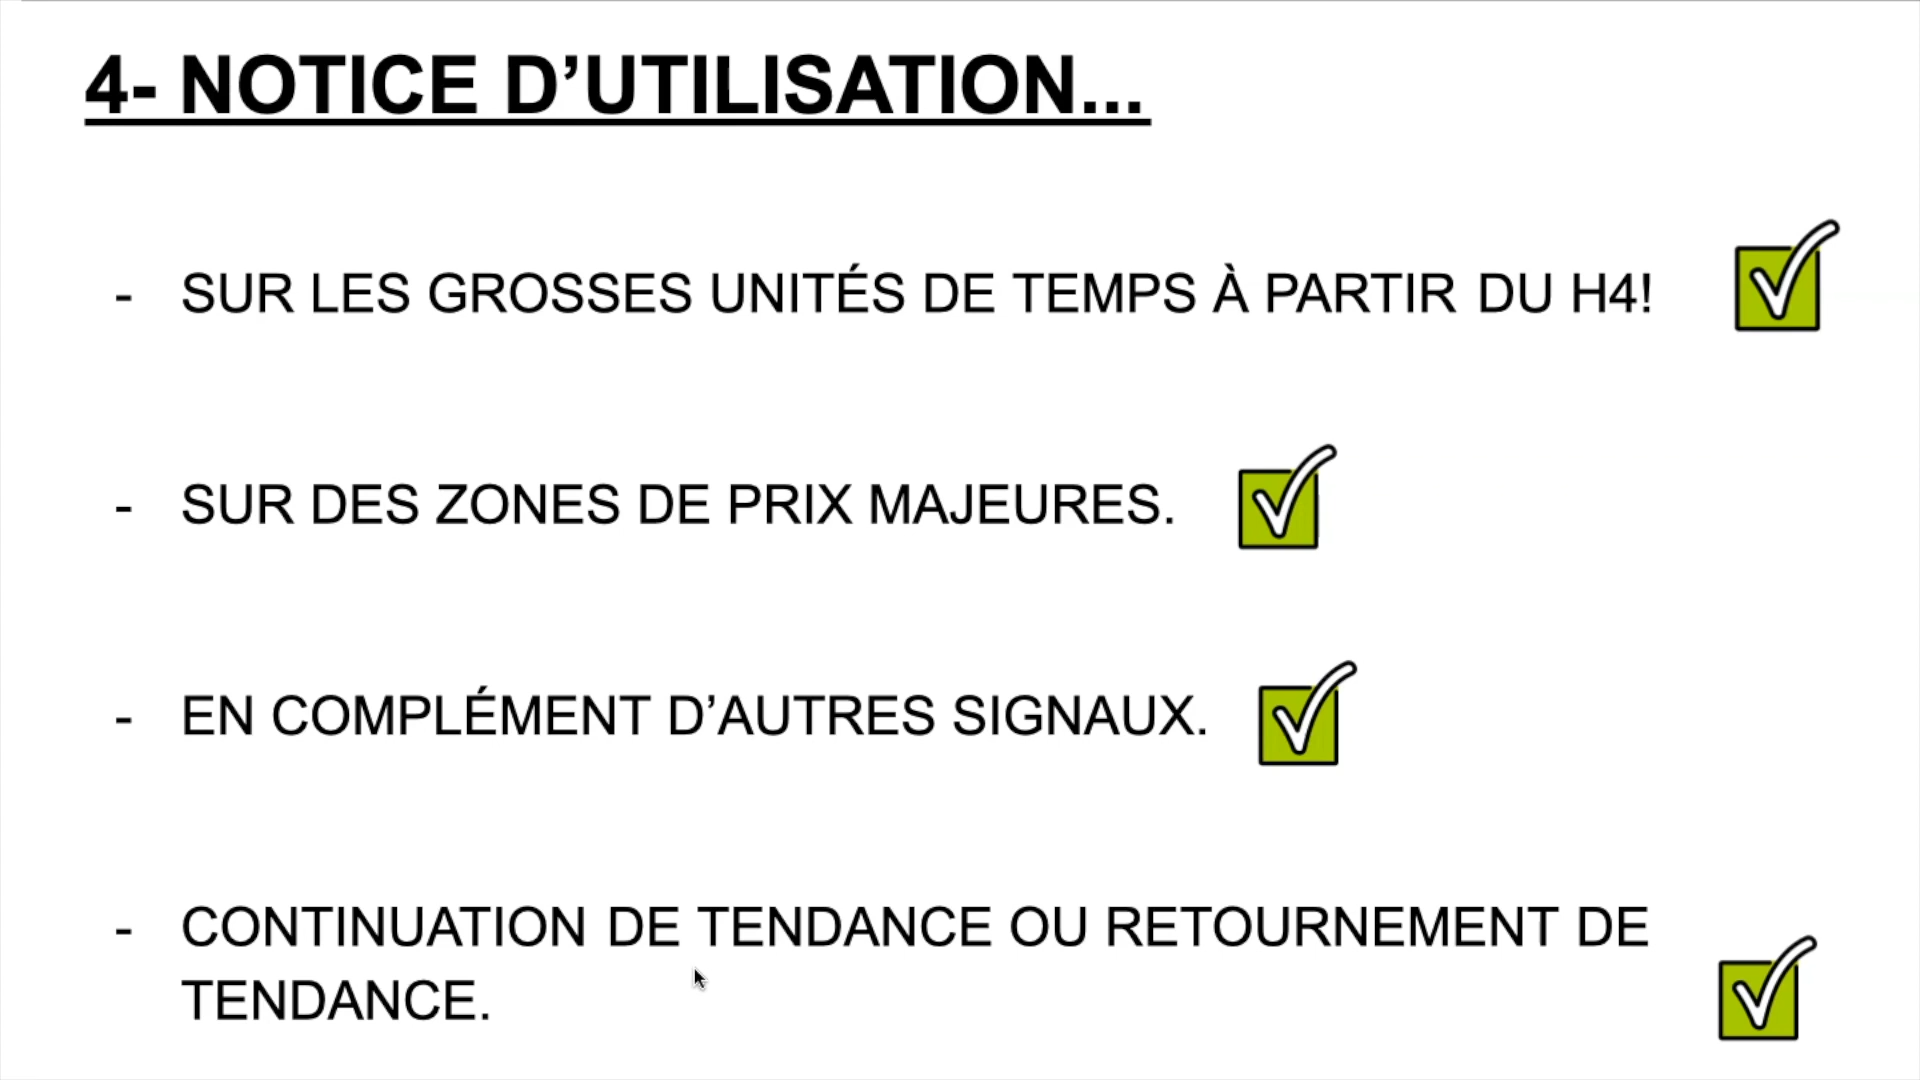 4- NOTICE D’UTILISATION...
- SUR LES GROSSES UNITÉS DE TEMPS À PARTIR DU H4!
- SUR DES ZONES DE PRIX MAJEURES.
- EN COMPLÉMENT D’AUTRES SIGNAUX.
- CONTINUATION DE TENDANCE OU RETOURNEMENT DE
TENDANCE.